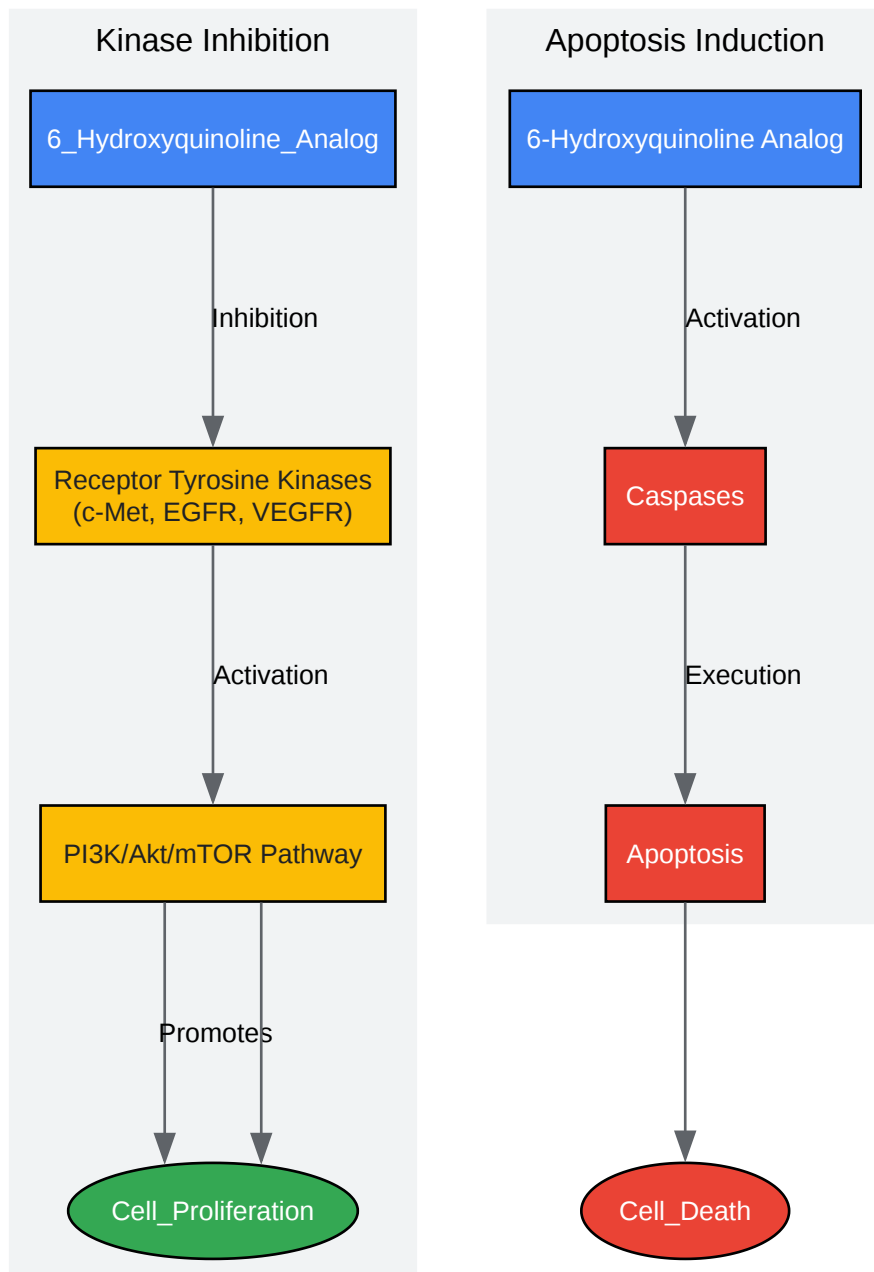 Kinase Inhibition
6_Hydroxyquinoline_Analog
Inhibition
Receptor Tyrosine Kinases
(c-Met, EGFR, VEGFR)
Activation
PI3K/Akt/mTOR Pathway
Promotes
Cell_Proliferation
Apoptosis Induction
6-Hydroxyquinoline Analog
Activation
Caspases
Execution
Apoptosis
Cell_Death